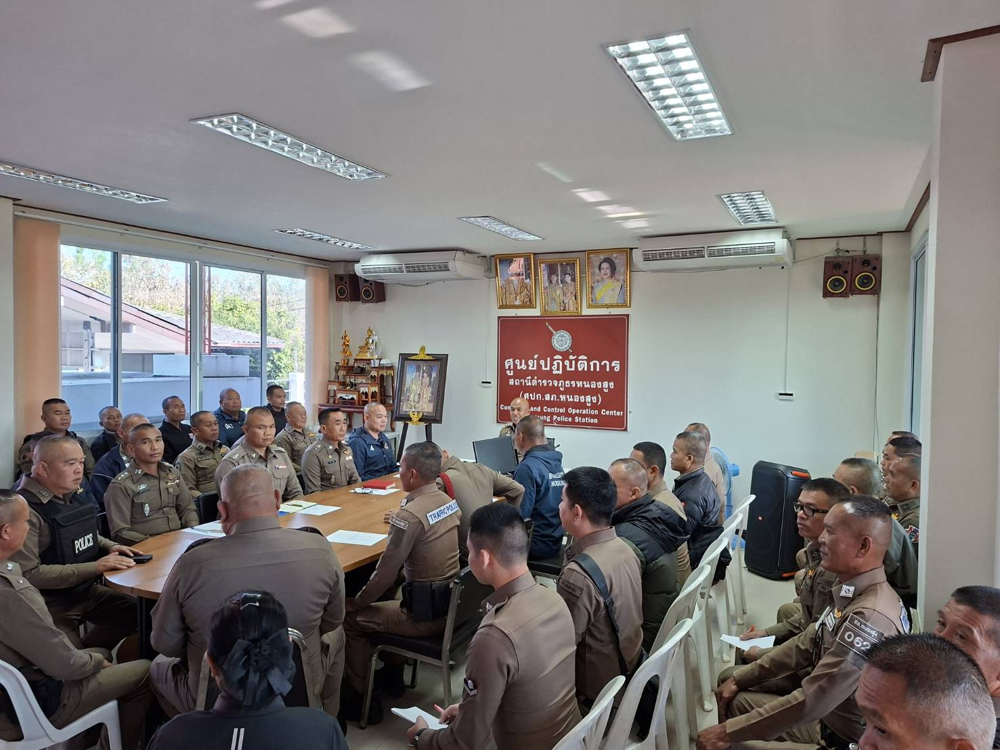 ศูนย์ปฏิบัติการ
สถานีตำรวจภูธรหนองสูง
(ศปก.สภ.หนองสูง)
and Control Operation Center
Police Station
POLICE
TRAFFIC POLICE
062
JBL